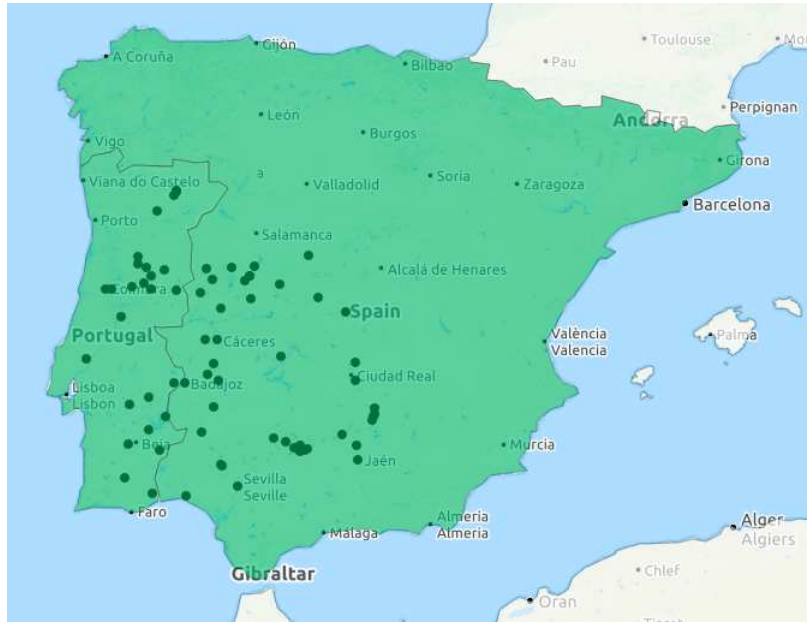 A Coruña
Gijón
Toulouse
Bilbao
Pau
León
Perpignan
Andorra
Burgos
Vigo
Girona
Viana do Castelo
a
Valladolid
Soria
Zaragoza
Barcelona
Porto
Salamanca
Alcalá de Henares
Coimbra
Spain
Portugal
Cáceres
València
Valencia
Palma
Ciudad Real
Lisboa
Lisbon
Badajoz
Beja
Murcia
Jaén
Sevilla
Seville
Faro
Almería
Almeria
Málaga
Alger
Algiers
Gibraltar
Chlef
Oran